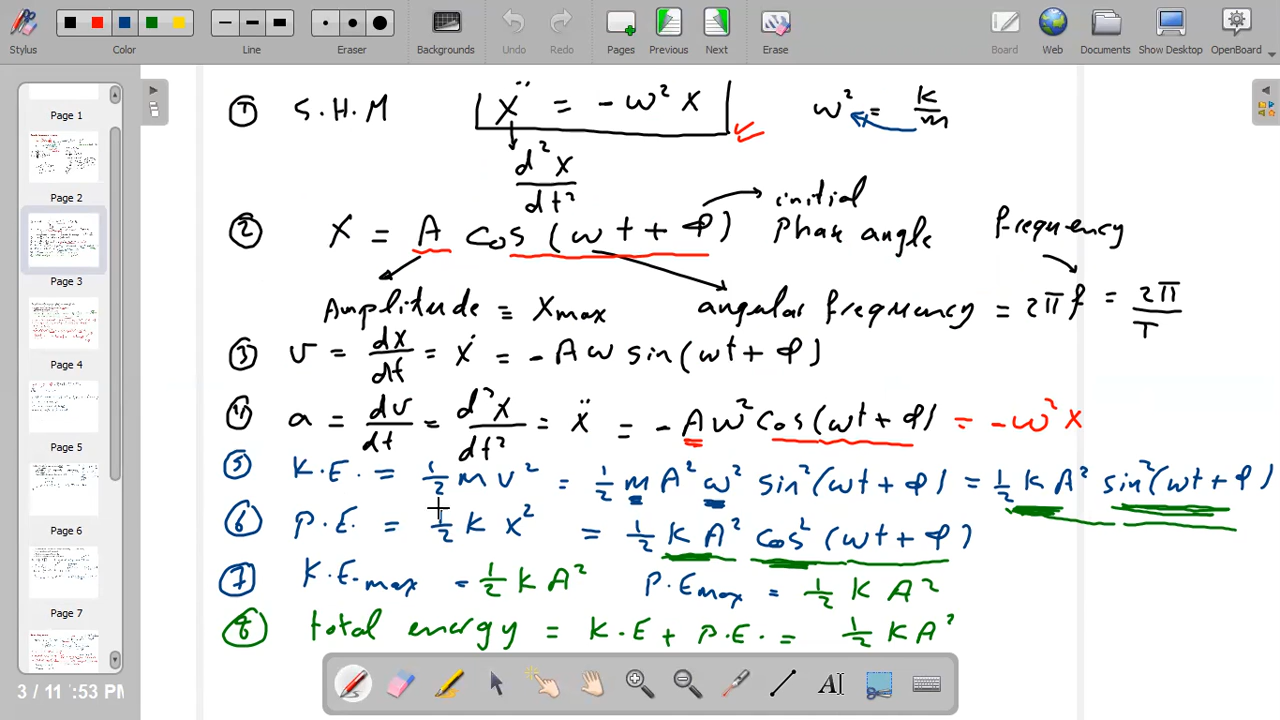 Stylus Color Line Eraser Backgrounds Undo Redo Pages Previous Next Erase Board Web Documents Show Desktop OpenBoard
Page 1
Page 2
Page 3
Page 4
Page 5
Page 6
Page 7
3 / 11 1:53 PM
① S.H.M ẍ = -ω² x ω² = k/m
d²x/dt²
② x = A cos(ωt + φ) initial phase angle
frequency
Amplitude ≡ Xmax angular frequency = 2πf = 2π/T
③ v = dx/dt = ẋ = -Aω sin(ωt + φ)
④ a = dv/dt = d²x/dt² = ẍ = -Aω² cos(ωt + φ) = -ω² x
⑤ K.E. = ½ m v² = ½ m A² ω² sin²(ωt + φ) = ½ K A² sin²(ωt + φ)
⑥ P.E. = ½ K x² = ½ K A² cos²(ωt + φ)
⑦ K.E.max = ½ K A² P.Emax = ½ K A²
⑧ total energy = K.E + P.E. = ½ K A²